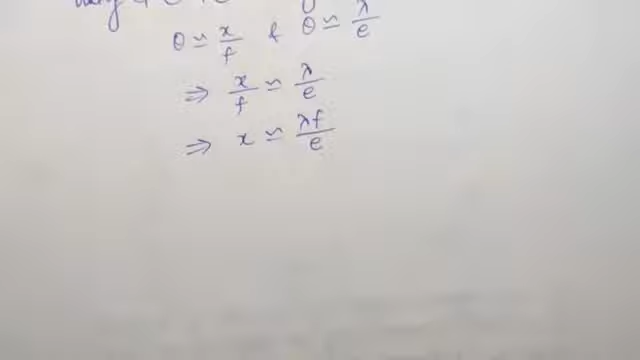 θ ≃ x/f & θ ≃ λ/e
⇒ x/f ≃ λ/e
⇒ x ≃ λf/e